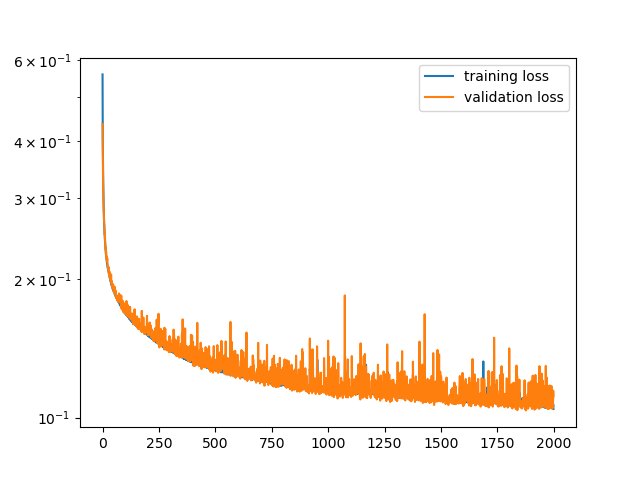 6 × 10⁻¹
4 × 10⁻¹
3 × 10⁻¹
2 × 10⁻¹
10⁻¹
training loss
validation loss
0 250 500 750 1000 1250 1500 1750 2000